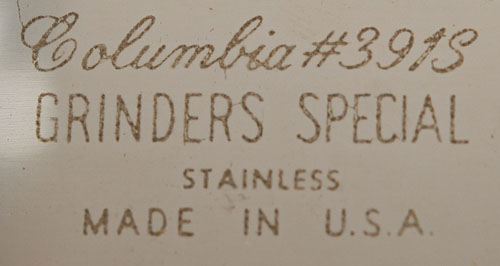 Columbia #391S
GRINDERS SPECIAL
STAINLESS
MADE IN U.S.A.